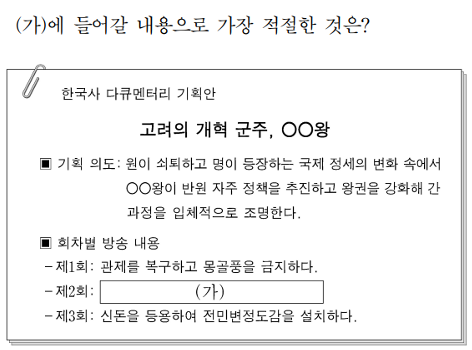 (가)에 들어갈 내용으로 가장 적절한 것은?
한국사 다큐멘터리 기획안
고려의 개혁 군주, ○○왕
▣ 기획 의도: 원이 쇠퇴하고 명이 등장하는 국제 정세의 변화 속에서
○○왕이 반원 자주 정책을 추진하고 왕권을 강화해 간
과정을 입체적으로 조명한다.
▣ 회차별 방송 내용
- 제1회: 관제를 복구하고 몽골풍을 금지하다.
- 제2회: (가)
- 제3회: 신돈을 등용하여 전민변정도감을 설치하다.